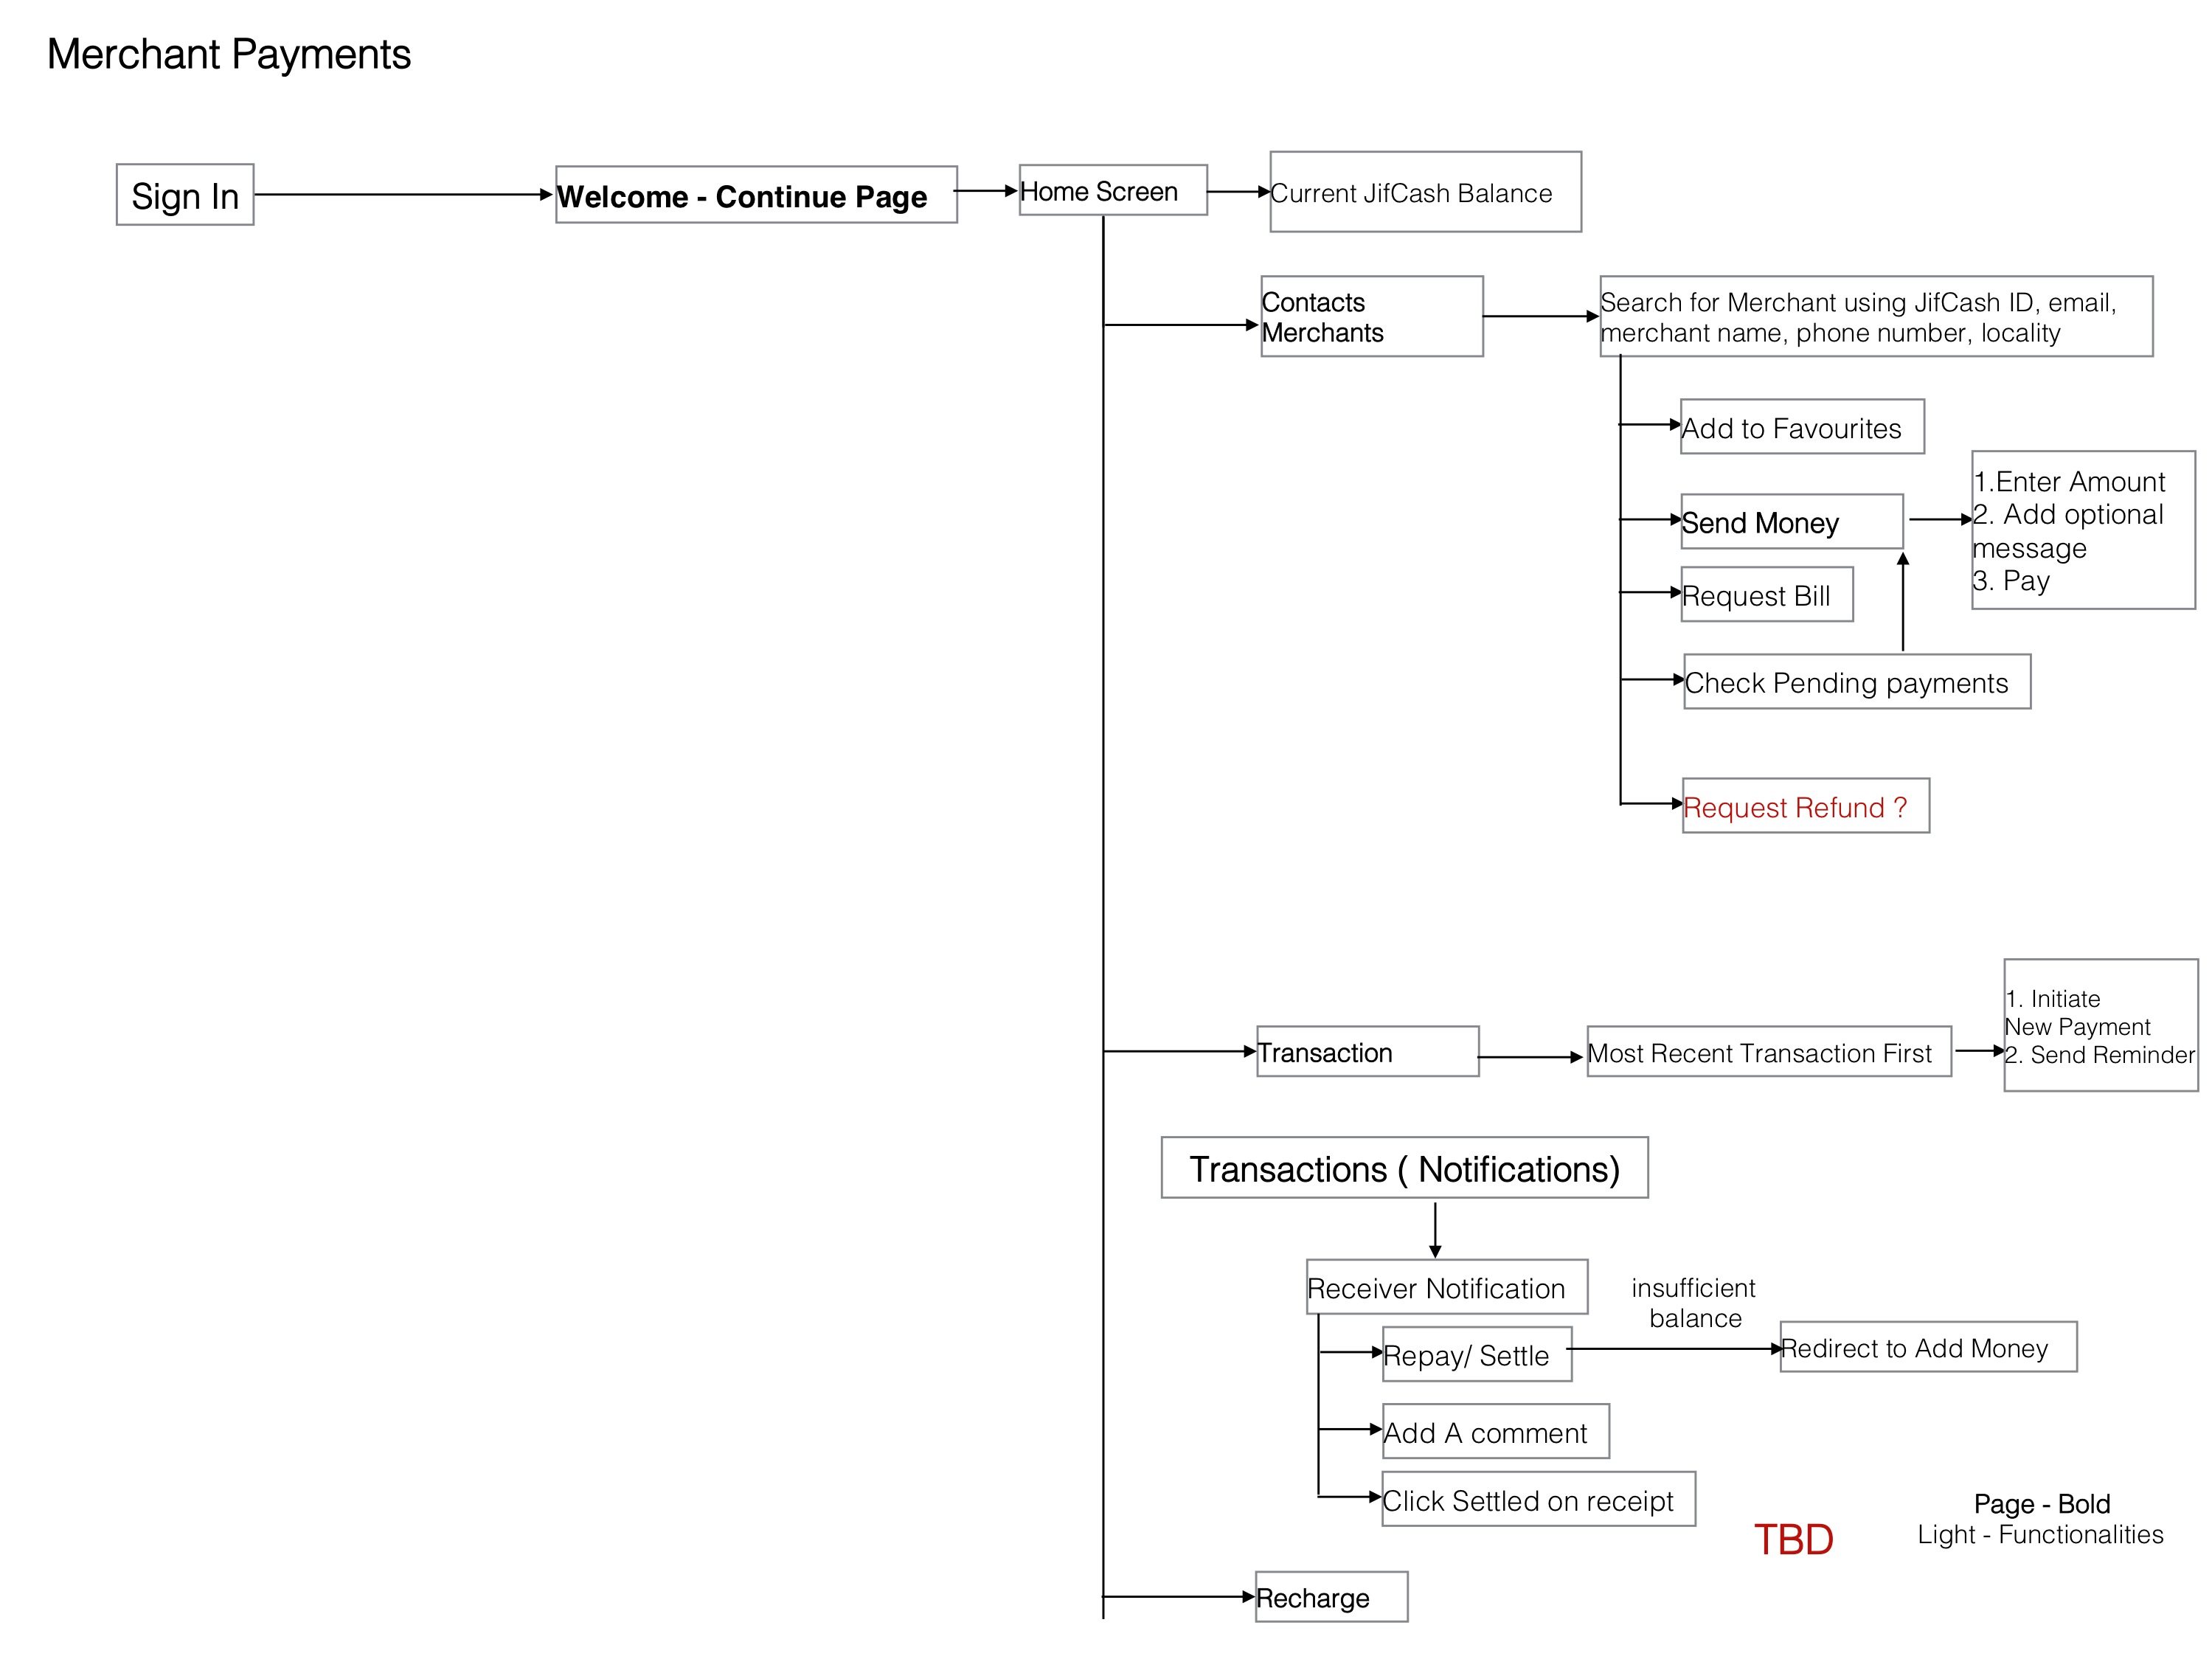 Merchant Payments
Sign In
Welcome - Continue Page
Home Screen
Current JifCash Balance
Contacts
Merchants
Search for Merchant using JifCash ID, email,
merchant name, phone number, locality
Add to Favourites
Send Money
1.Enter Amount
2. Add optional
message
3. Pay
Request Bill
Check Pending payments
Request Refund ?
Transaction
Most Recent Transaction First
1. Initiate
New Payment
2. Send Reminder
Transactions ( Notifications)
Receiver Notification
insufficient
balance
Repay/ Settle
Redirect to Add Money
Add A comment
Click Settled on receipt
TBD
Page - Bold
Light - Functionalities
Recharge